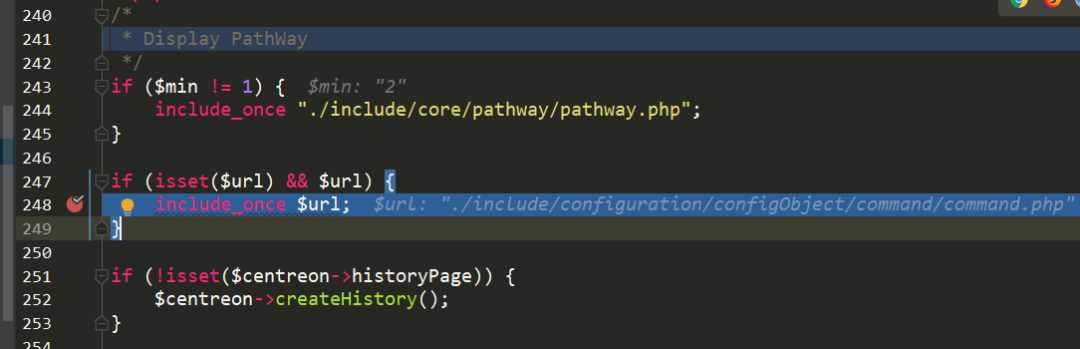 240 /*
241  * Display PathWay
242  */
243 if ($min != 1) {  $min: "2"
244     include_once "./include/core/pathway/pathway.php";
245 }
246
247 if (isset($url) && $url) {
248     include_once $url;  $url: "./include/configuration/configObject/command/command.php"
249 }
250
251 if (!isset($centreon->historyPage)) {
252     $centreon->createHistory();
253 }
254